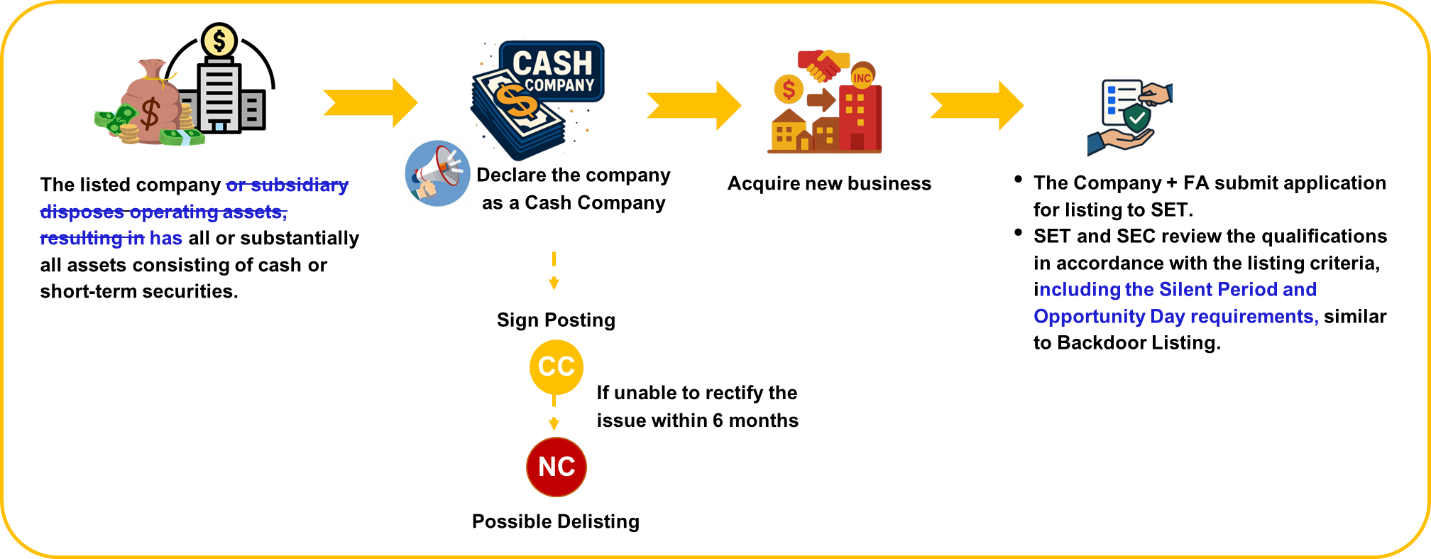 CASH
COMPANY
INC
The listed company or subsidiary
disposes operating assets,
resulting in has all or substantially
all assets consisting of cash or
short-term securities.
Declare the company
as a Cash Company
Sign Posting
CC
If unable to rectify the
issue within 6 months
NC
Possible Delisting
Acquire new business
• The Company + FA submit application
for listing to SET.
• SET and SEC review the qualifications
in accordance with the listing criteria,
including the Silent Period and
Opportunity Day requirements, similar
to Backdoor Listing.